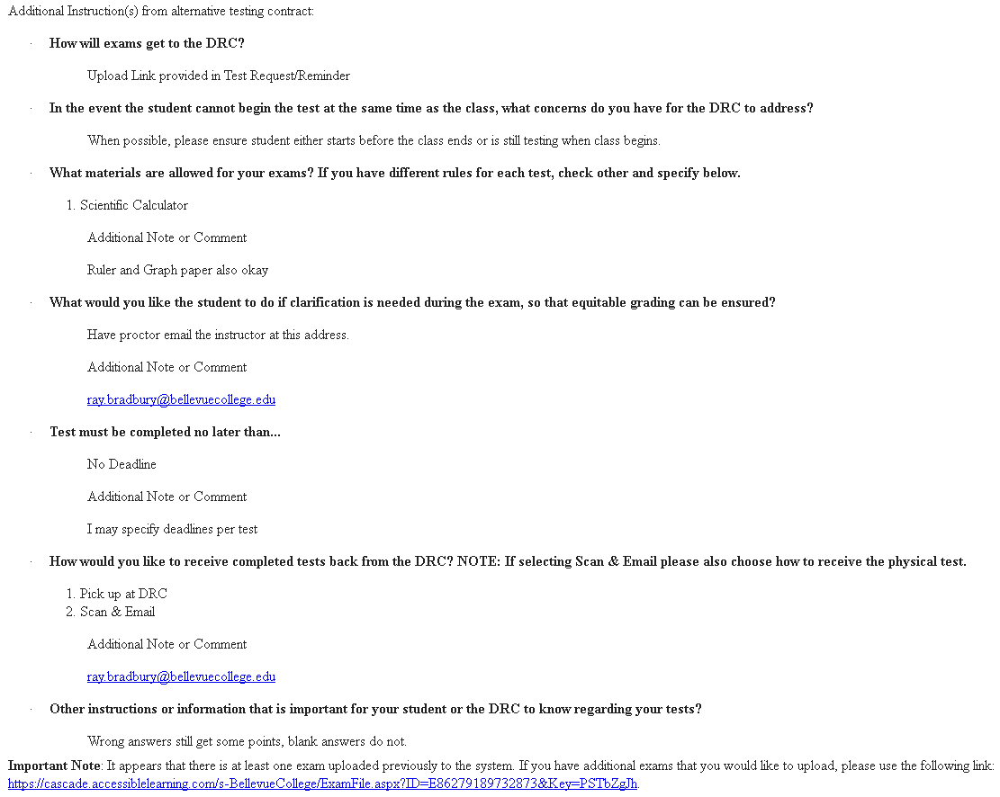 Additional Instruction(s) from alternative testing contract:
· How will exams get to the DRC?
Upload Link provided in Test Request/Reminder
· In the event the student cannot begin the test at the same time as the class, what concerns do you have for the DRC to address?
When possible, please ensure student either starts before the class ends or is still testing when class begins.
· What materials are allowed for your exams? If you have different rules for each test, check other and specify below.
1. Scientific Calculator
Additional Note or Comment
Ruler and Graph paper also okay
· What would you like the student to do if clarification is needed during the exam, so that equitable grading can be ensured?
Have proctor email the instructor at this address.
Additional Note or Comment
ray.bradbury@bellevuecollege.edu
· Test must be completed no later than...
No Deadline
Additional Note or Comment
I may specify deadlines per test
· How would you like to receive completed tests back from the DRC? NOTE: If selecting Scan & Email please also choose how to receive the physical test.
1. Pick up at DRC
2. Scan & Email
Additional Note or Comment
ray.bradbury@bellevuecollege.edu
· Other instructions or information that is important for your student or the DRC to know regarding your tests?
Wrong answers still get some points, blank answers do not.
Important Note: It appears that there is at least one exam uploaded previously to the system. If you have additional exams that you would like to upload, please use the following link:
https://cascade.accessiblelearning.com/s-BellevueCollege/ExamFile.aspx?ID=E86279189732873&Key=PSTbZgJh.